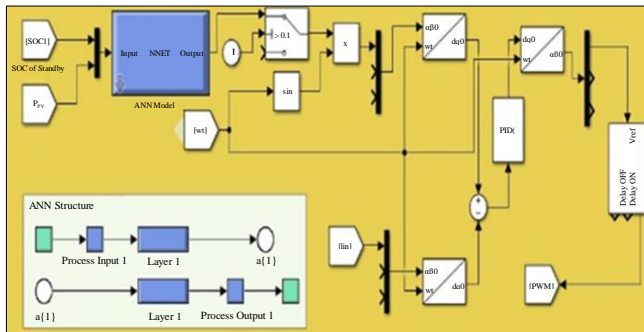 [SOC1]
SOC of Standby
P_PV
Input NNET Output
ANN Model
I
> 0.1
x
sin
[wt]
αβ0
wt
dq0
dq0
wt
αβ0
PID(
Vref
Delay OFF
Delay ON
+
−
[Iin]
αβ0
wt
dq0
[PWM]
ANN Structure
Process Input 1
Layer 1
a{1}
a{1}
Layer 1
Process Output 1